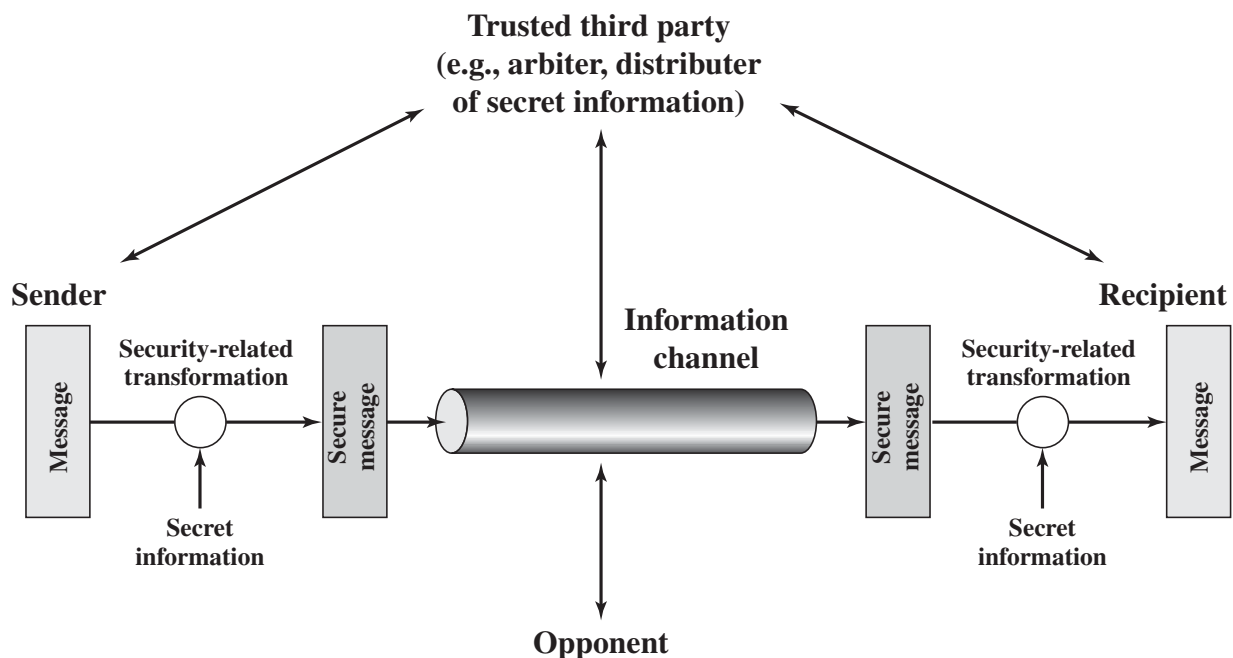 Trusted third party
(e.g., arbiter, distributer
of secret information)
Sender
Recipient
Information
channel
Security-related
transformation
Security-related
transformation
Message
Secure
message
Secure
message
Message
Secret
information
Secret
information
Opponent